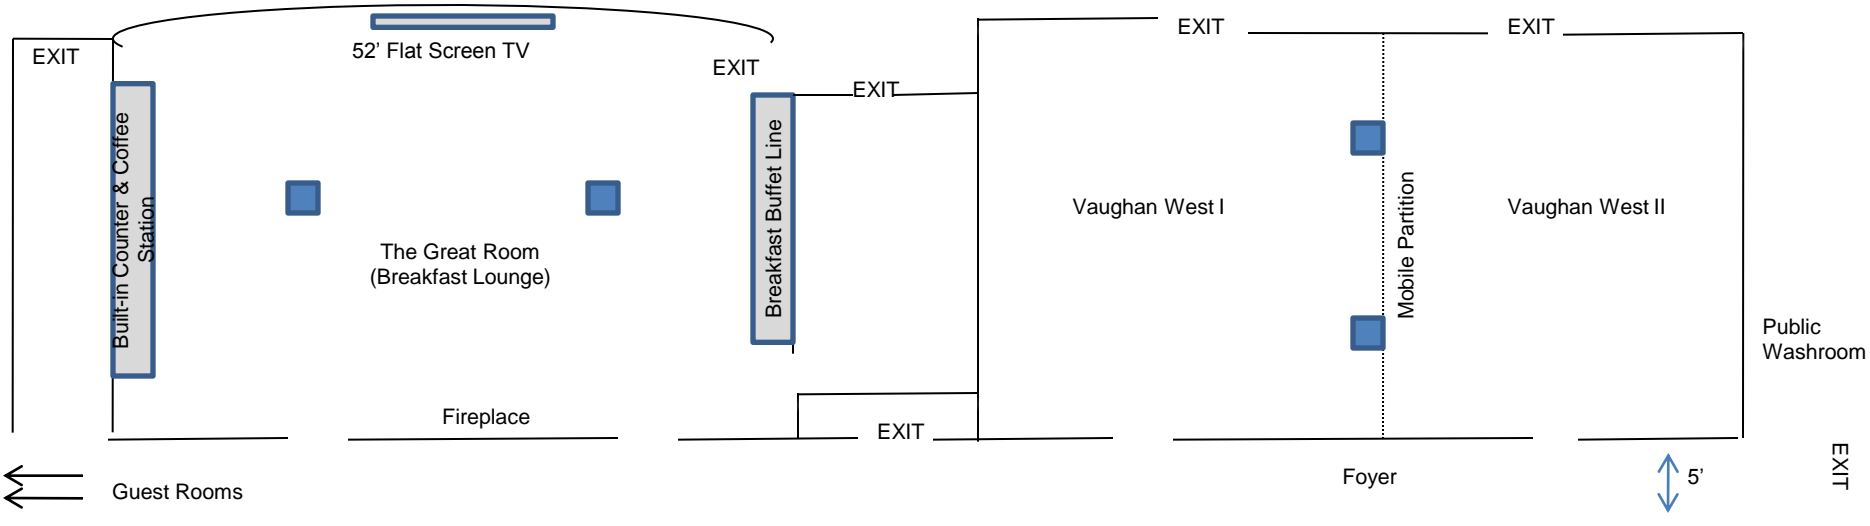 EXIT
52’ Flat Screen TV
EXIT
EXIT
EXIT
EXIT
Built-in Counter & Coffee
Station
Breakfast Buffet Line
The Great Room
(Breakfast Lounge)
Vaughan West I
Mobile Partition
Vaughan West II
Public
Washroom
Fireplace
EXIT
EXIT
Guest Rooms
Foyer
5’